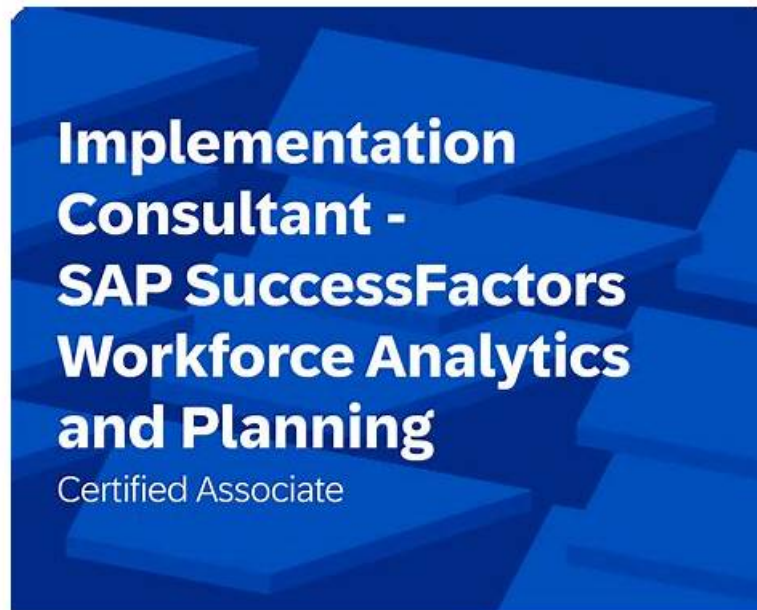 Implementation
Consultant -
SAP SuccessFactors
Workforce Analytics
and Planning
Certified Associate